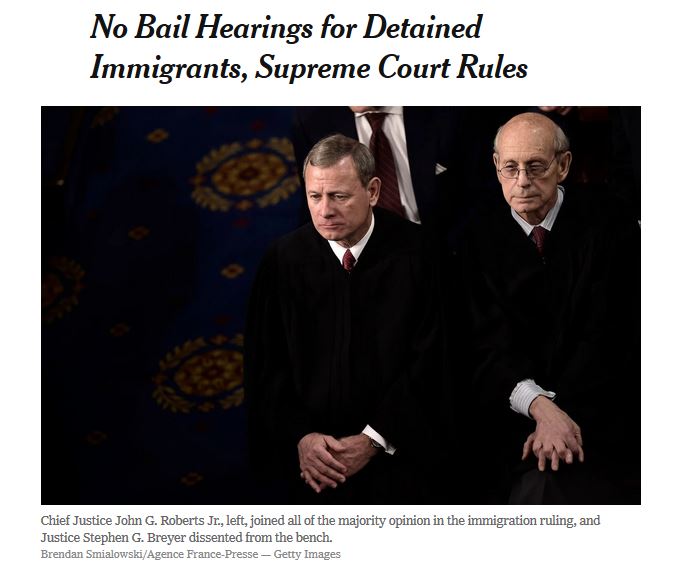 No Bail Hearings for Detained
Immigrants, Supreme Court Rules
Chief Justice John G. Roberts Jr., left, joined all of the majority opinion in the immigration ruling, and
Justice Stephen G. Breyer dissented from the bench.
Brendan Smialowski/Agence France-Presse — Getty Images